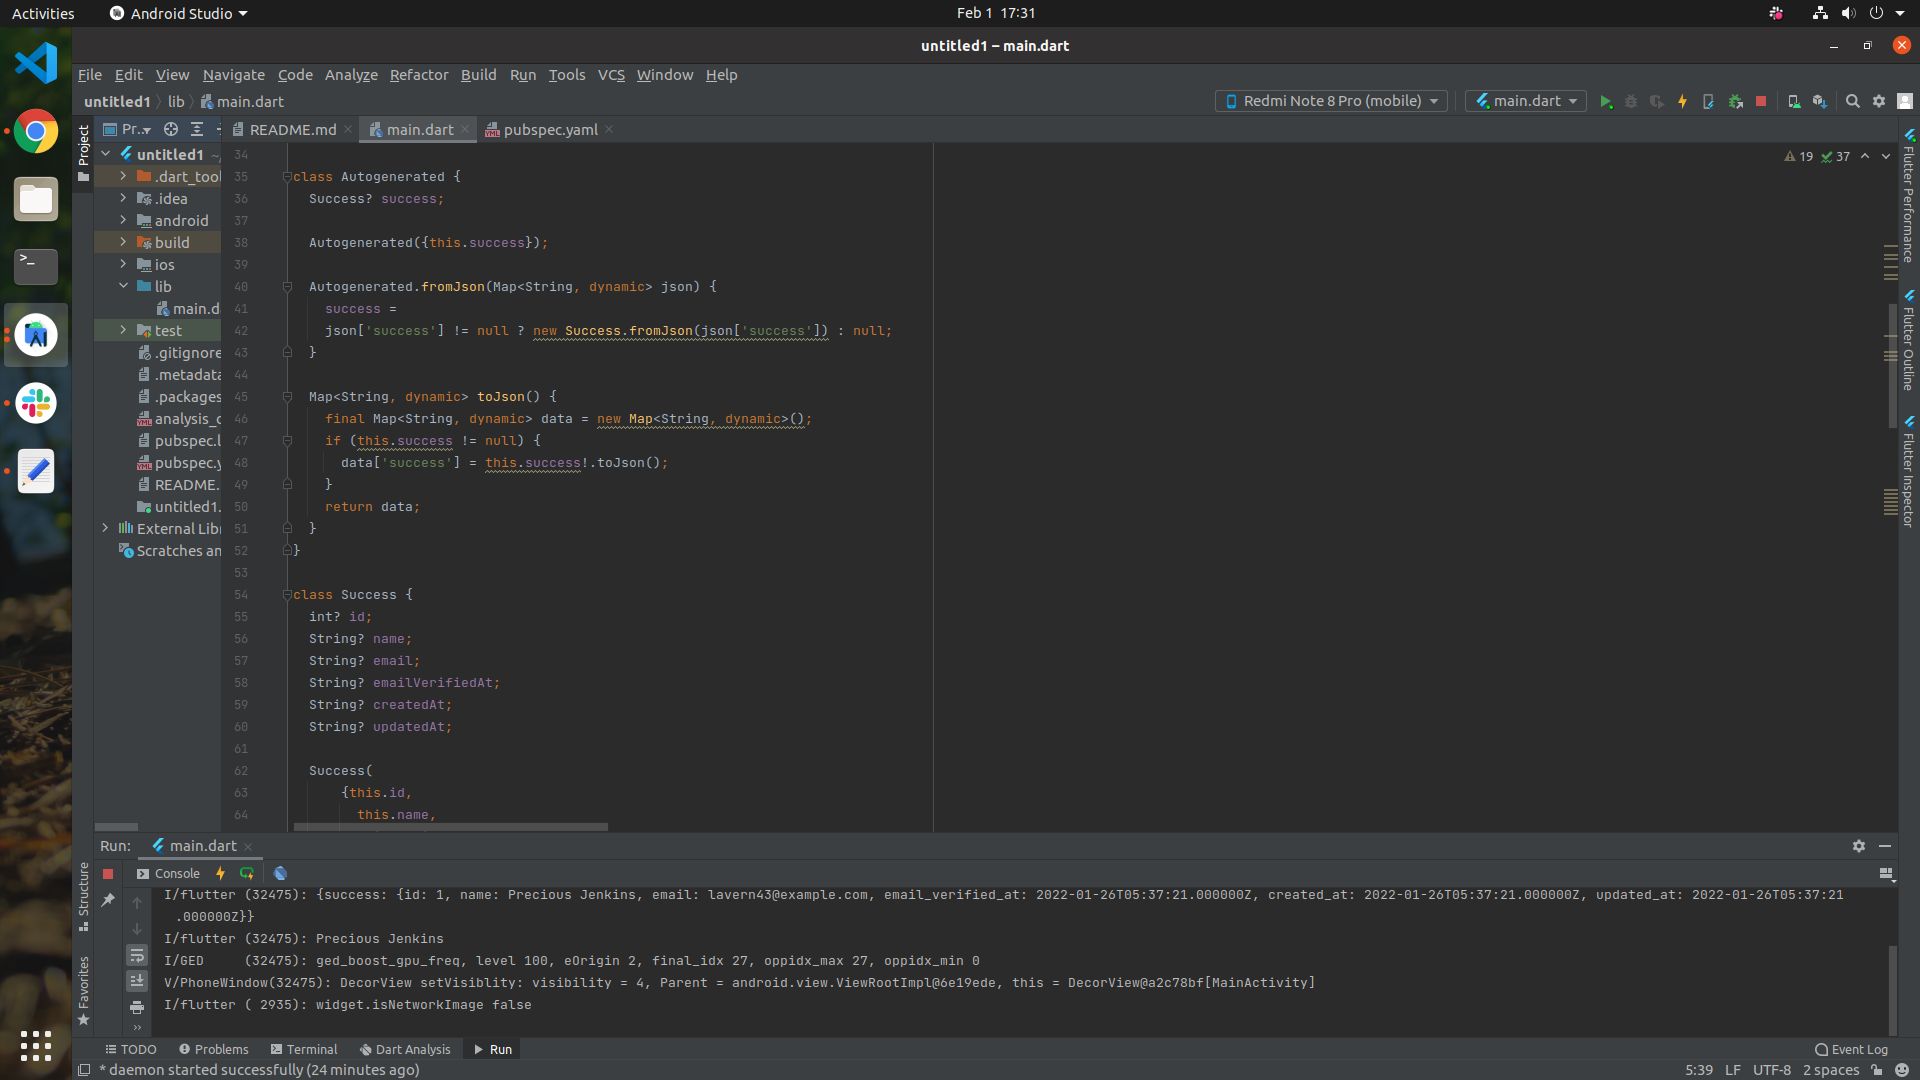 Activities
Android Studio
Feb 1 17:31
untitled1 – main.dart
File Edit View Navigate Code Analyze Refactor Build Run Tools VCS Window Help
untitled1 lib main.dart
Redmi Note 8 Pro (mobile)
main.dart
Pr..
README.md
main.dart
pubspec.yaml
Project
untitled1 ~/
.dart_tool
.idea
android
build
ios
lib
main.d
test
.gitignore
.metadata
.packages
analysis_o
pubspec.l
pubspec.y
README.
untitled1.
External Libr
Scratches an
19 37
34
35 class Autogenerated {
36 Success? success;
37
38 Autogenerated({this.success});
39
40 Autogenerated.fromJson(Map<String, dynamic> json) {
41 success =
42 json['success'] != null ? new Success.fromJson(json['success']) : null;
43 }
44
45 Map<String, dynamic> toJson() {
46 final Map<String, dynamic> data = new Map<String, dynamic>();
47 if (this.success != null) {
48 data['success'] = this.success!.toJson();
49 }
50 return data;
51 }
52 }
53
54 class Success {
55 int? id;
56 String? name;
57 String? email;
58 String? emailVerifiedAt;
59 String? createdAt;
60 String? updatedAt;
61
62 Success(
63 {this.id,
64 this.name,
Flutter Performance
Flutter Outline
Flutter Inspector
Structure
Favorites
Run: main.dart
Console
I/flutter (32475): {success: {id: 1, name: Precious Jenkins, email: lavern43@example.com, email_verified_at: 2022-01-26T05:37:21.000000Z, created_at: 2022-01-26T05:37:21.000000Z, updated_at: 2022-01-26T05:37:21
.000000Z}}
I/flutter (32475): Precious Jenkins
I/GED     (32475): ged_boost_gpu_freq, level 100, eOrigin 2, final_idx 27, oppidx_max 27, oppidx_min 0
V/PhoneWindow(32475): DecorView setVisiblity: visibility = 4, Parent = android.view.ViewRootImpl@6e19ede, this = DecorView@a2c78bf[MainActivity]
I/flutter ( 2935): widget.isNetworkImage false
TODO Problems Terminal Dart Analysis Run
Event Log
* daemon started successfully (24 minutes ago)
5:39 LF UTF-8 2 spaces